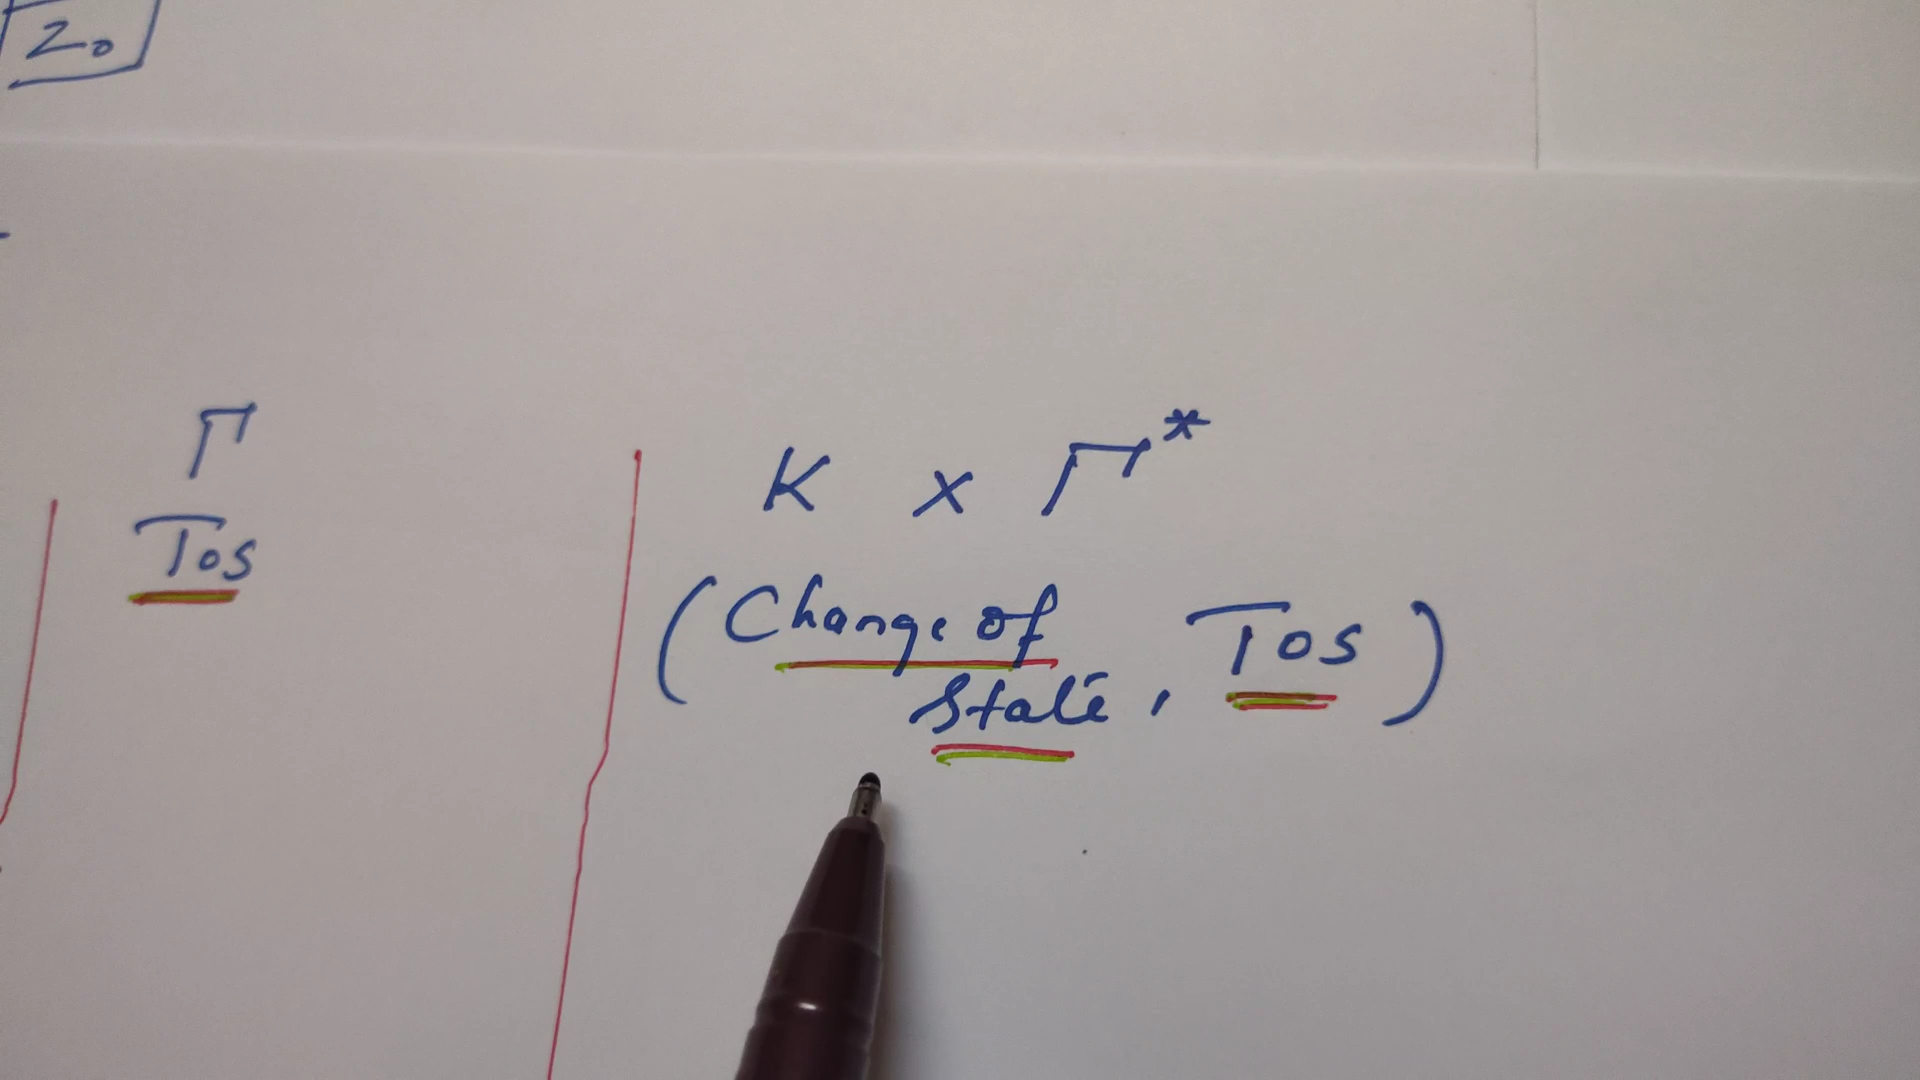 Z₀
Γ
TOS
K × Γ*
(Change of
State, TOS)